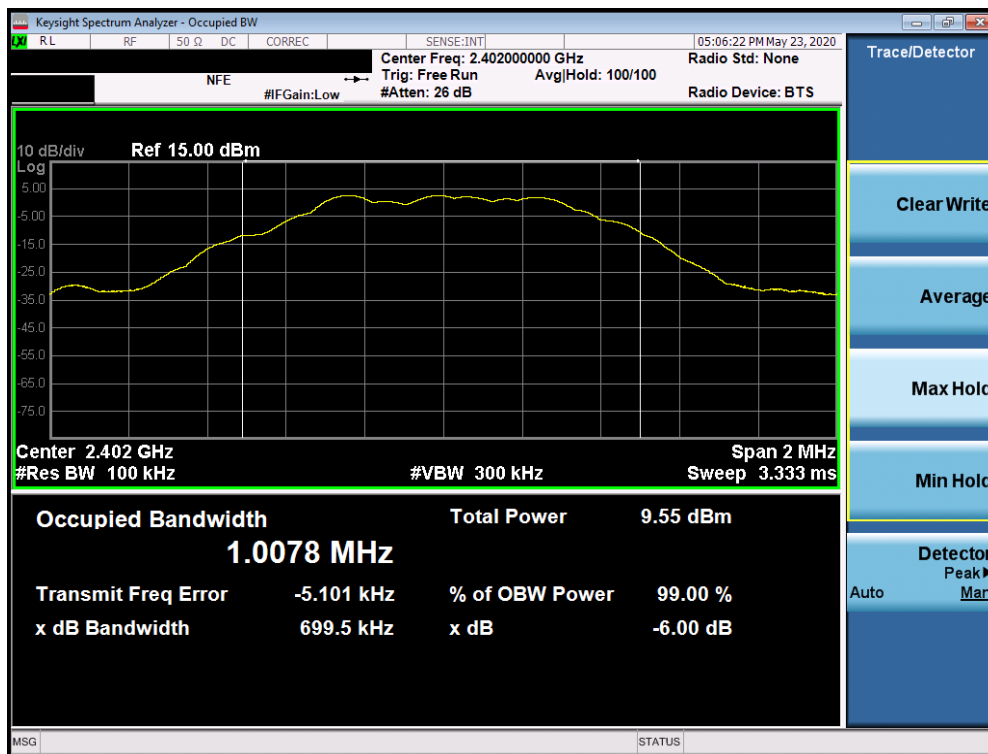 Keysight Spectrum Analyzer - Occupied BW
LXI RL RF 50 Ω DC CORREC SENSE:INT 05:06:22 PM May 23, 2020
Center Freq: 2.402000000 GHz Radio Std: None
NFE Trig: Free Run Avg|Hold: 100/100
#IFGain:Low #Atten: 26 dB Radio Device: BTS
10 dB/div Ref 15.00 dBm
Log
5.00
-5.00
-15.0
-25.0
-35.0
-45.0
-55.0
-65.0
-75.0
Center 2.402 GHz Span 2 MHz
#Res BW 100 kHz #VBW 300 kHz Sweep 3.333 ms
Occupied Bandwidth Total Power 9.55 dBm
1.0078 MHz
Transmit Freq Error -5.101 kHz % of OBW Power 99.00 %
x dB Bandwidth 699.5 kHz x dB -6.00 dB
MSG STATUS
Trace/Detector
Clear Write
Average
Max Hold
Min Hold
Detector
Peak
Auto Man